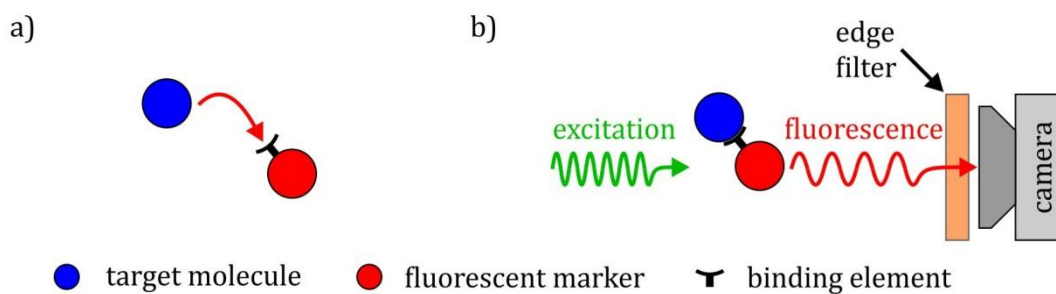 a)
b)
edge
filter
excitation
fluorescence
camera
target molecule
fluorescent marker
binding element